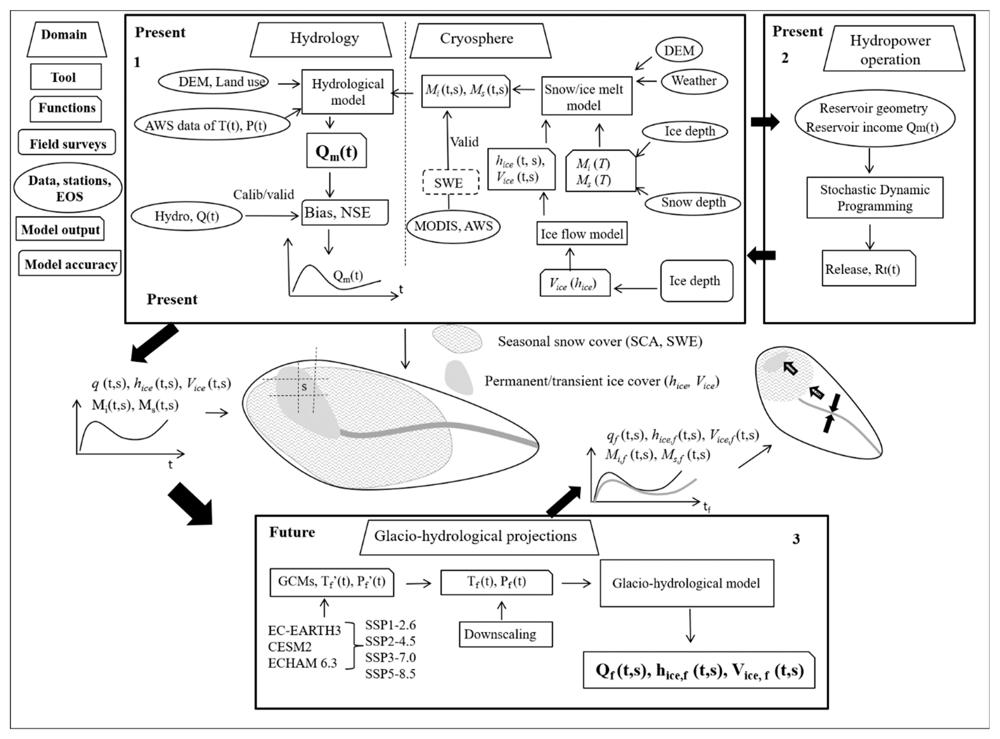 Domain
Tool
Functions
Field surveys
Data, stations,
EOS
Model output
Model accuracy
Present
1
Hydrology
DEM, Land use
Hydrological
model
AWS data of T(t), P(t)
Qm(t)
Calib/valid
Hydro, Q(t)
Bias, NSE
Qm(t)
t
Present
Cryosphere
DEM
Weather
Mi (t,s), Ms (t,s)
Snow/ice melt
model
Valid
SWE
MODIS, AWS
hice (t, s),
Vice (t,s)
Mi (T)
Ms (T)
Ice depth
Snow depth
Ice flow model
Vice (hice)
Ice depth
Present
2
Hydropower
operation
Reservoir geometry
Reservoir income Qm(t)
Stochastic Dynamic
Programming
Release, Rt(t)
Seasonal snow cover (SCA, SWE)
Permanent/transient ice cover (hice, Vice)
q (t,s), hice (t,s), Vice (t,s)
Mi(t,s), Ms(t,s)
t
s
qf (t,s), hice,f (t,s), Vice,f (t,s)
Mi,f (t,s), Ms,f (t,s)
tf
Future
Glacio-hydrological projections
3
GCMs, Tf’(t), Pf’(t)
Tf(t), Pf(t)
Glacio-hydrological model
EC-EARTH3
CESM2
ECHAM 6.3
SSP1-2.6
SSP2-4.5
SSP3-7.0
SSP5-8.5
Downscaling
Qf (t,s), hice,f (t,s), Vice, f (t,s)